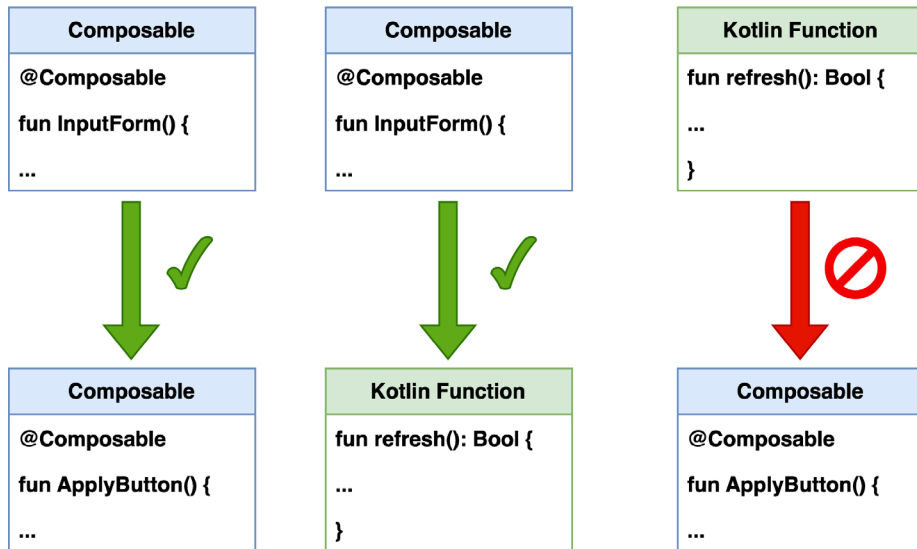 Composable
@Composable
fun InputForm() {
...
Composable
@Composable
fun InputForm() {
...
Kotlin Function
fun refresh(): Bool {
...
}
Composable
@Composable
fun ApplyButton() {
...
Kotlin Function
fun refresh(): Bool {
...
}
Composable
@Composable
fun ApplyButton() {
...